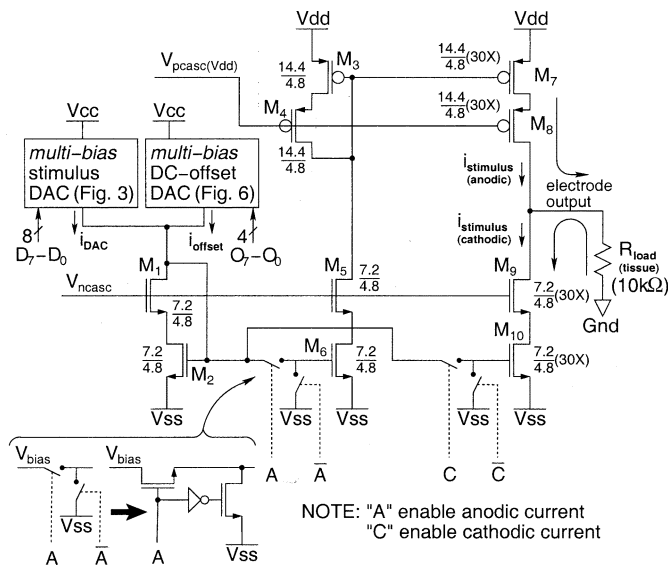 Vdd
Vdd
14.4
4.8
M3
14.4
4.8
(30X)
M7
Vpcasc(Vdd)
M4
14.4
4.8
(30X)
M8
Vcc
Vcc
14.4
4.8
multi-bias
stimulus
DAC (Fig. 3)
multi-bias
DC-offset
DAC (Fig. 6)
istimulus
(anodic)
electrode
output
8
D7-D0
iDAC
ioffset
4
O7-O0
istimulus
(cathodic)
Rload
(tissue)
(10kΩ)
Gnd
M1
M5
7.2
4.8
M9
Vncasc
7.2
4.8
7.2
4.8
(30X)
7.2
4.8
M2
M6
7.2
4.8
M10
7.2
4.8
(30X)
Vss
Vss
Vss
Vss
Vss
A
A̅
C
C̅
Vbias
Vss
A
A̅
Vbias
A
Vss
NOTE: "A" enable anodic current
"C" enable cathodic current